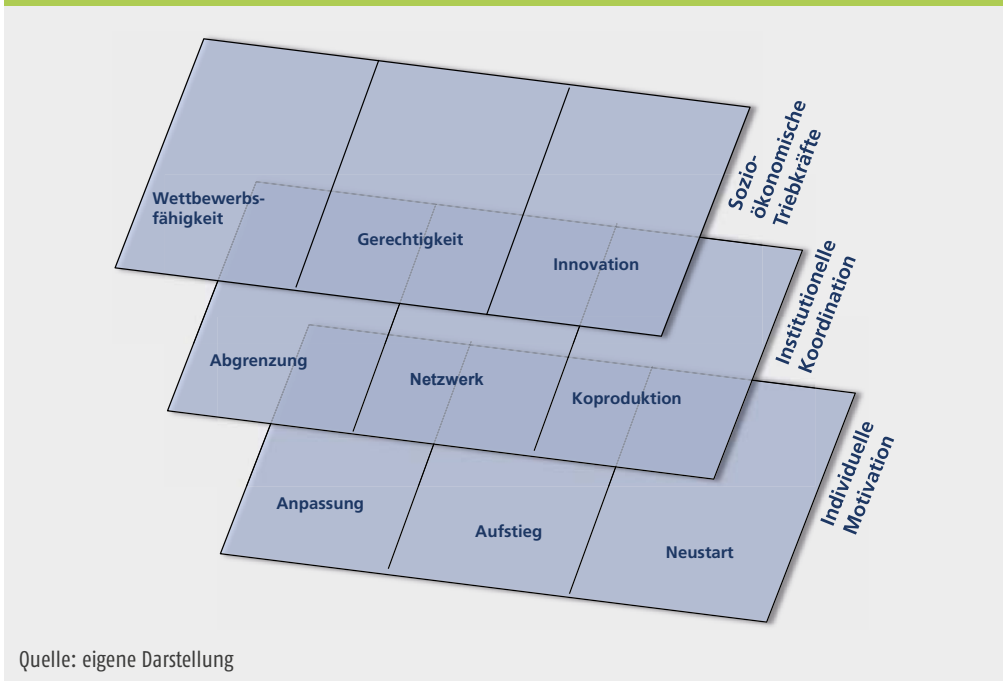 Wettbewerbs-
fähigkeit
Gerechtigkeit
Innovation
Sozio-
ökonomische
Triebkräfte
Abgrenzung
Netzwerk
Koproduktion
Institutionelle
Koordination
Anpassung
Aufstieg
Neustart
Individuelle
Motivation
Quelle: eigene Darstellung